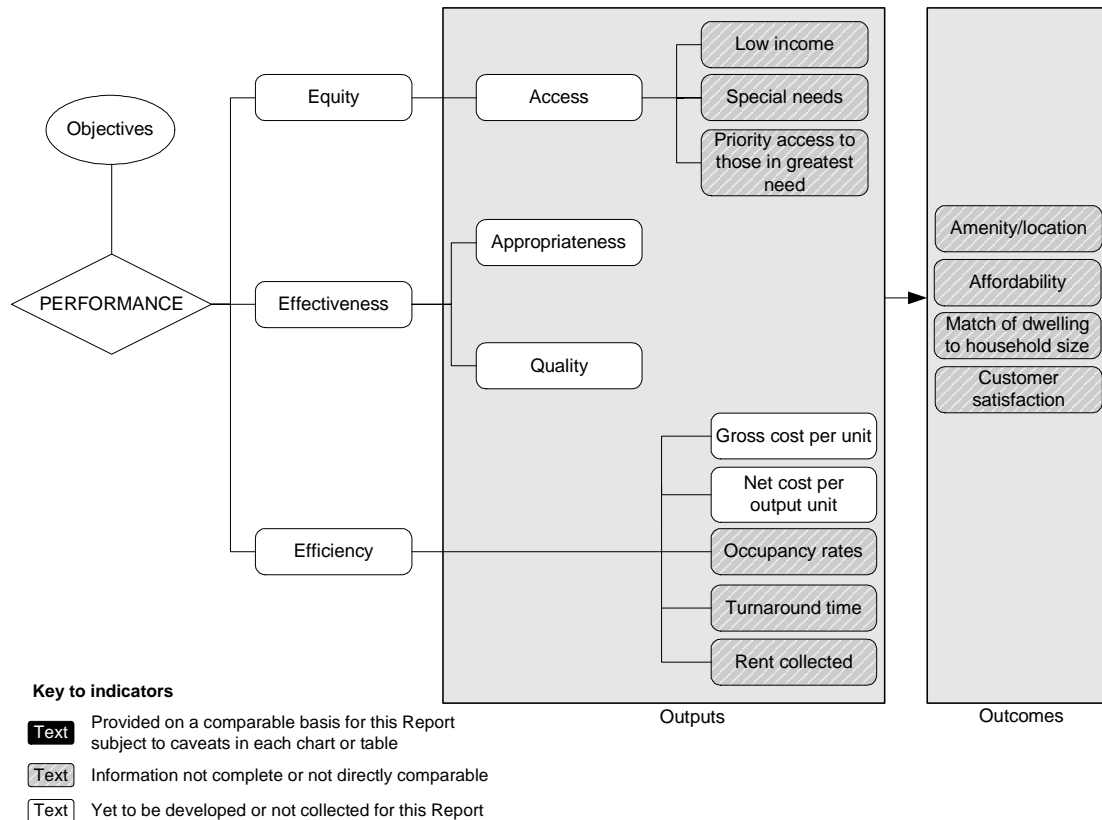 Objectives
PERFORMANCE
Equity
Effectiveness
Efficiency
Access
Appropriateness
Quality
Low income
Special needs
Priority access to
those in greatest
need
Gross cost per unit
Net cost per
output unit
Occupancy rates
Turnaround time
Rent collected
Outputs
Amenity/location
Affordability
Match of dwelling
to household size
Customer
satisfaction
Outcomes
Key to indicators
Text Provided on a comparable basis for this Report
subject to caveats in each chart or table
Text Information not complete or not directly comparable
Text Yet to be developed or not collected for this Report